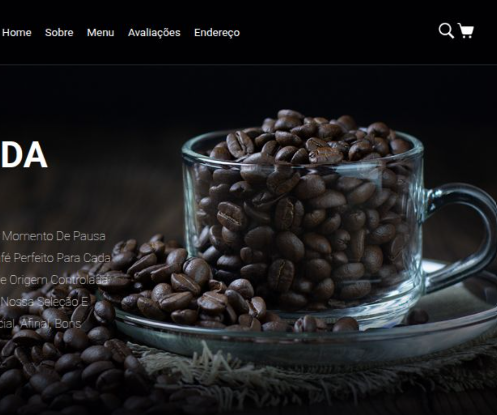 Home Sobre Menu Avaliações Endereço
DA
Momento De Pausa
fé Perfeito Para Cada
e Origem Controlada
Nossa Seleção E
cial, Afinal, Bons